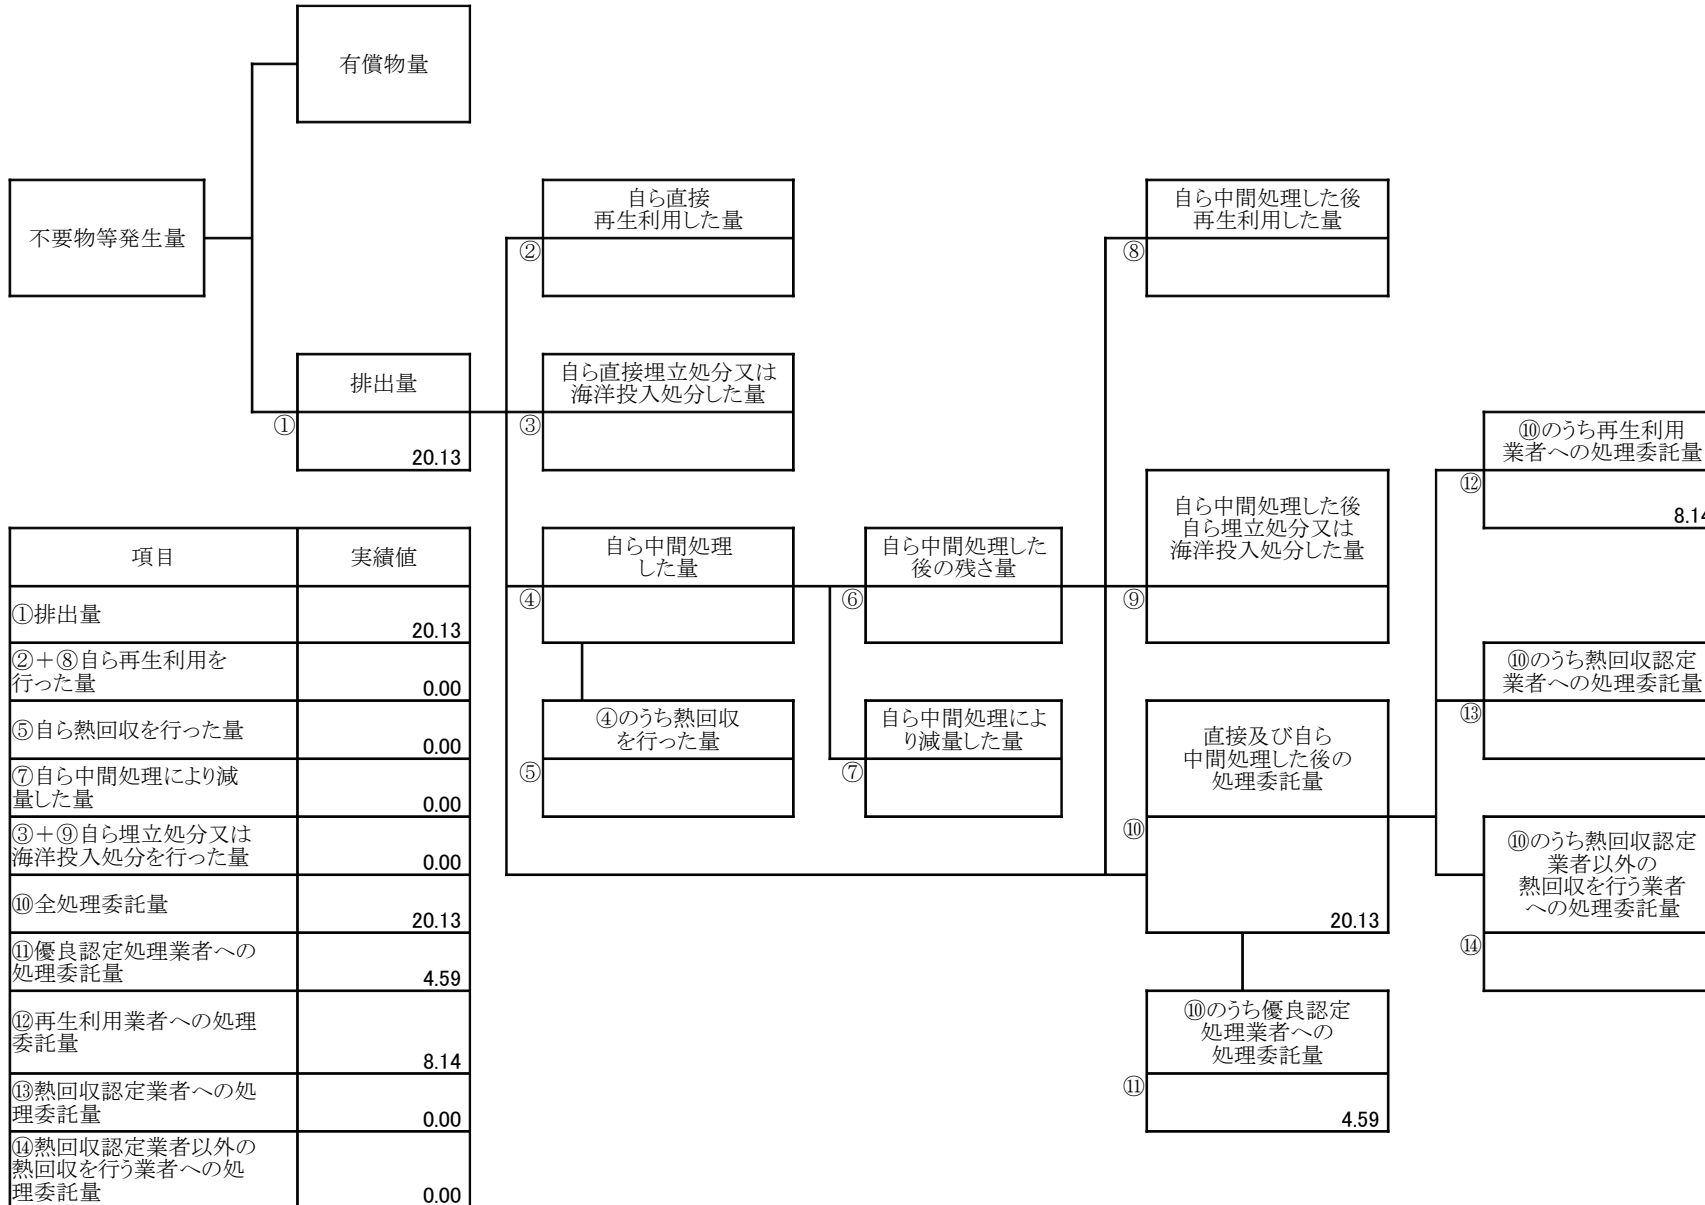 有償物量
不要物等発生量
自ら直接
再生利用した量
②
自ら中間処理した後
再生利用した量
⑧
排出量
①
20.13
自ら直接埋立処分又は
海洋投入処分した量
③
⑩のうち再生利用
業者への処理委託量
⑫
8.14
自ら中間処理した後
自ら埋立処分又は
海洋投入処分した量
⑨
自ら中間処理
した量
④
自ら中間処理した
後の残さ量
⑥
⑩のうち熱回収認定
業者への処理委託量
⑬
④のうち熱回収
を行った量
⑤
自ら中間処理によ
り減量した量
⑦
直接及び自ら
中間処理した後の
処理委託量
⑩
20.13
⑩のうち熱回収認定
業者以外の
熱回収を行う業者
への処理委託量
⑭
⑩のうち優良認定
処理業者への
処理委託量
⑪
4.59
項目
実績値
①排出量
20.13
②+⑧自ら再生利用を
行った量
0.00
⑤自ら熱回収を行った量
0.00
⑦自ら中間処理により減
量した量
0.00
③+⑨自ら埋立処分又は
海洋投入処分を行った量
0.00
⑩全処理委託量
20.13
⑪優良認定処理業者への
処理委託量
4.59
⑫再生利用業者への処理
委託量
8.14
⑬熱回収認定業者への処
理委託量
0.00
⑭熱回収認定業者以外の
熱回収を行う業者への処
理委託量
0.00